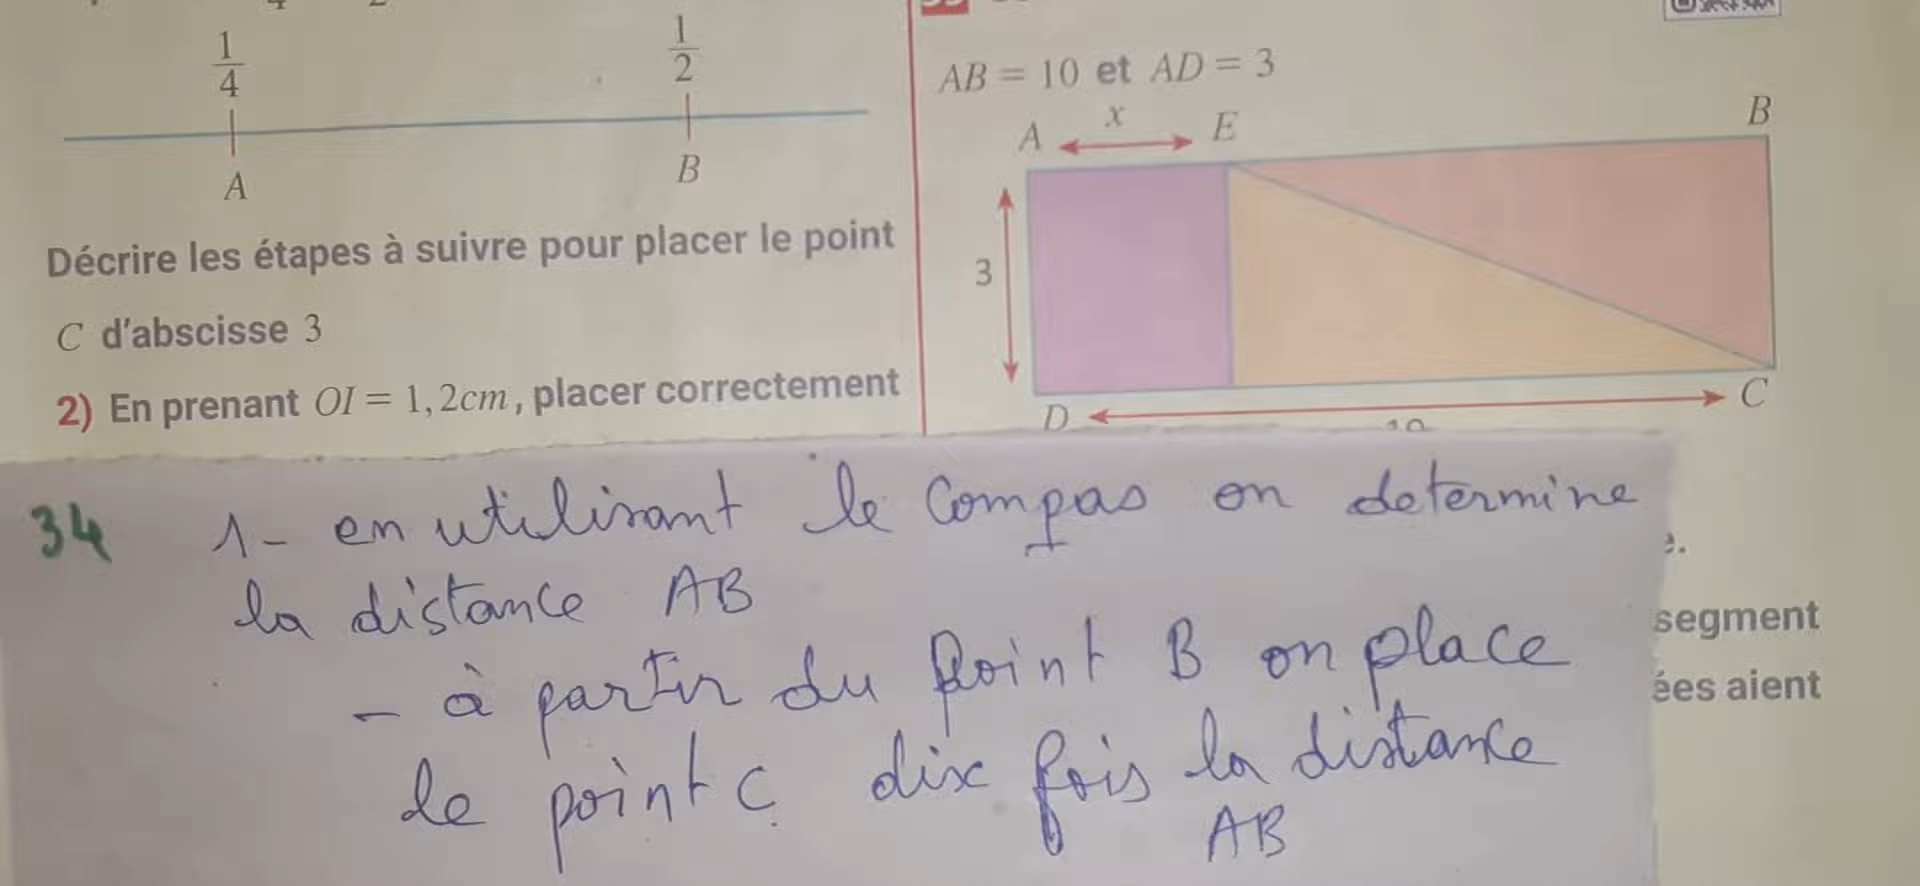 1/4
1/2
A
B
Décrire les étapes à suivre pour placer le point
C d'abscisse 3
2) En prenant OI = 1,2cm, placer correctement
AB = 10 et AD = 3
A x E B
3
D C
segment
ées aient
34 1- en utilisant le compas on determine
la distance AB
- à partir du point B on place
le point C dix fois la distance
AB